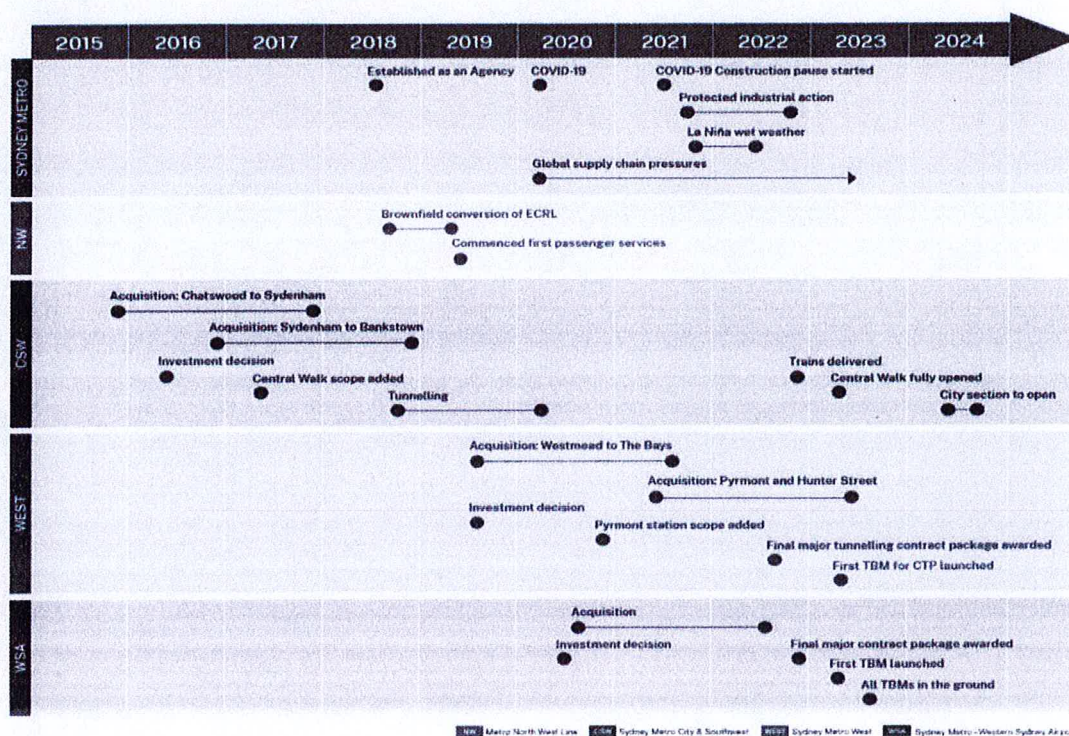 2015 2016 2017 2018 2019 2020 2021 2022 2023 2024
SYDNEY METRO
Established as an Agency
COVID-19
COVID-19 Construction pause started
Protected industrial action
La Niña wet weather
Global supply chain pressures
NW
Brownfield conversion of ECRL
Commenced first passenger services
CSW
Acquisition: Chatswood to Sydenham
Acquisition: Sydenham to Bankstown
Investment decision
Trains delivered
Central Walk scope added
Central Walk fully opened
Tunnelling
City section to open
WEST
Acquisition: Westmead to The Bays
Acquisition: Pyrmont and Hunter Street
Investment decision
Pyrmont station scope added
Final major tunnelling contract package awarded
First TBM for CTP launched
WSA
Acquisition
Investment decision
Final major contract package awarded
First TBM launched
All TBMs in the ground
NW Metro North West Line CSW Sydney Metro City & Southwest WEST Sydney Metro West WSA Sydney Metro - Western Sydney Airport